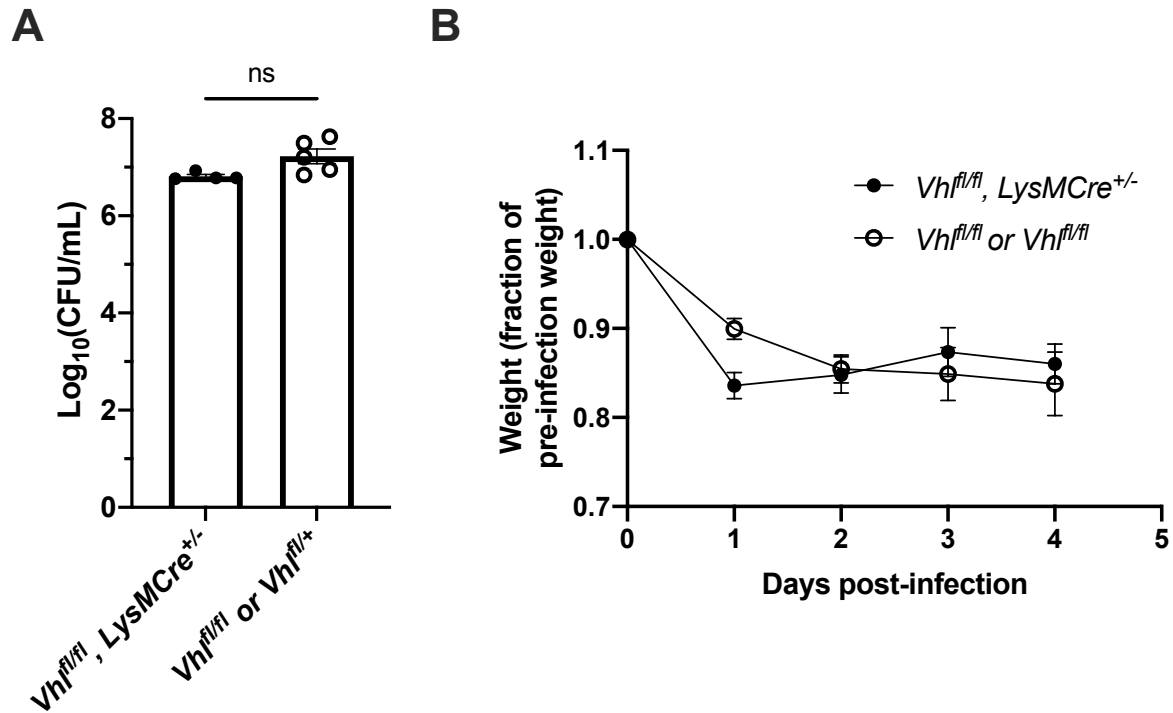 A
ns
8
6
4
2
0
Log₁₀(CFU/mL)
Vhlᶠˡ/ᶠˡ, LysMCre⁺/⁻
Vhlᶠˡ/ᶠˡ or Vhlᶠˡ/⁺
B
1.1
1.0
0.9
0.8
0.7
Weight (fraction of
pre-infection weight)
Vhlᶠˡ/ᶠˡ, LysMCre⁺/⁻
Vhlᶠˡ/ᶠˡ or Vhlᶠˡ/ᶠˡ
0 1 2 3 4 5
Days post-infection